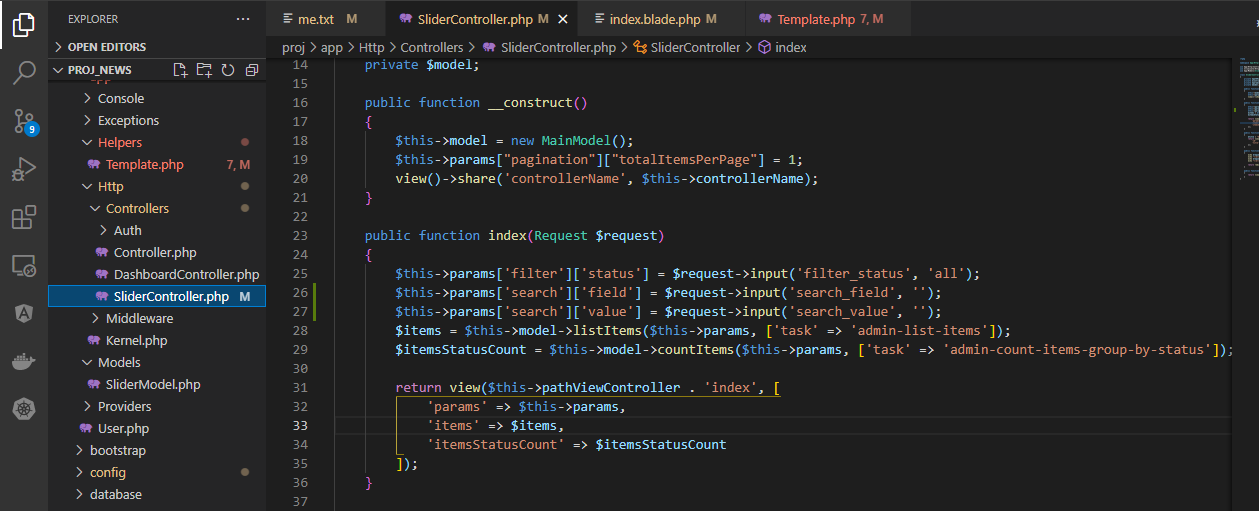 EXPLORER
OPEN EDITORS
PROJ_NEWS
Console
Exceptions
Helpers
Template.php 7, M
Http
Controllers
Auth
Controller.php
DashboardController.php
SliderController.php M
Middleware
Kernel.php
Models
SliderModel.php
Providers
User.php
bootstrap
config
database
9
me.txt M
SliderController.php M
index.blade.php M
Template.php 7, M
proj > app > Http > Controllers > SliderController.php > SliderController > index
14 private $model;
15
16 public function __construct()
17 {
18 $this->model = new MainModel();
19 $this->params["pagination"]["totalItemsPerPage"] = 1;
20 view()->share('controllerName', $this->controllerName);
21 }
22
23 public function index(Request $request)
24 {
25 $this->params['filter']['status'] = $request->input('filter_status', 'all');
26 $this->params['search']['field'] = $request->input('search_field', '');
27 $this->params['search']['value'] = $request->input('search_value', '');
28 $items = $this->model->listItems($this->params, ['task' => 'admin-list-items']);
29 $itemsStatusCount = $this->model->countItems($this->params, ['task' => 'admin-count-items-group-by-status']);
30
31 return view($this->pathViewController . 'index', [
32 'params' => $this->params,
33 'items' => $items,
34 'itemsStatusCount' => $itemsStatusCount
35 ]);
36 }
37